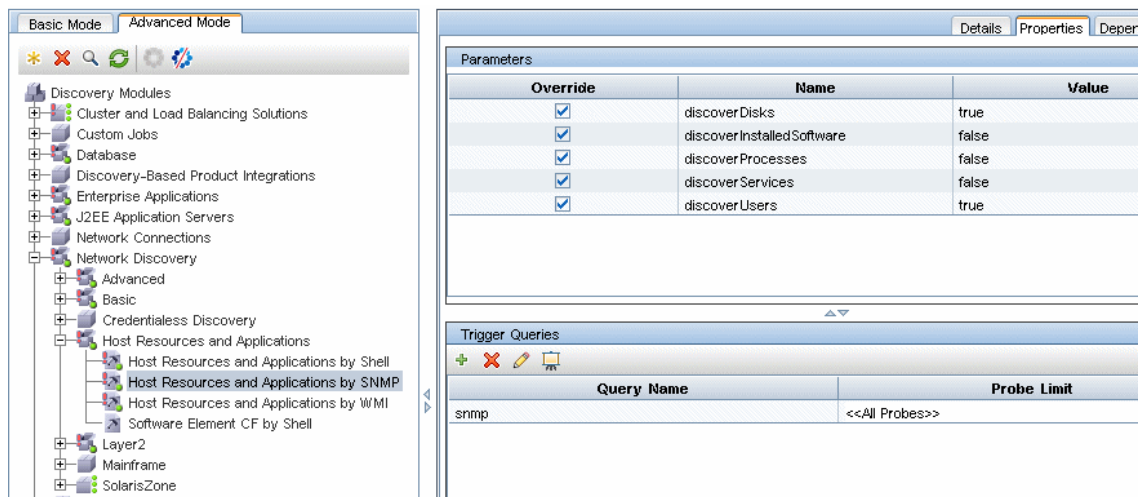 Basic Mode
Advanced Mode
Discovery Modules
Cluster and Load Balancing Solutions
Custom Jobs
Database
Discovery-Based Product Integrations
Enterprise Applications
J2EE Application Servers
Network Connections
Network Discovery
Advanced
Basic
Credentialess Discovery
Host Resources and Applications
Host Resources and Applications by Shell
Host Resources and Applications by SNMP
Host Resources and Applications by WMI
Software Element CF by Shell
Layer2
Mainframe
SolarisZone
Details Properties Depen
Parameters
Override Name Value
discoverDisks true
discoverInstalledSoftware false
discoverProcesses false
discoverServices false
discoverUsers true
Trigger Queries
Query Name Probe Limit
snmp <<All Probes>>